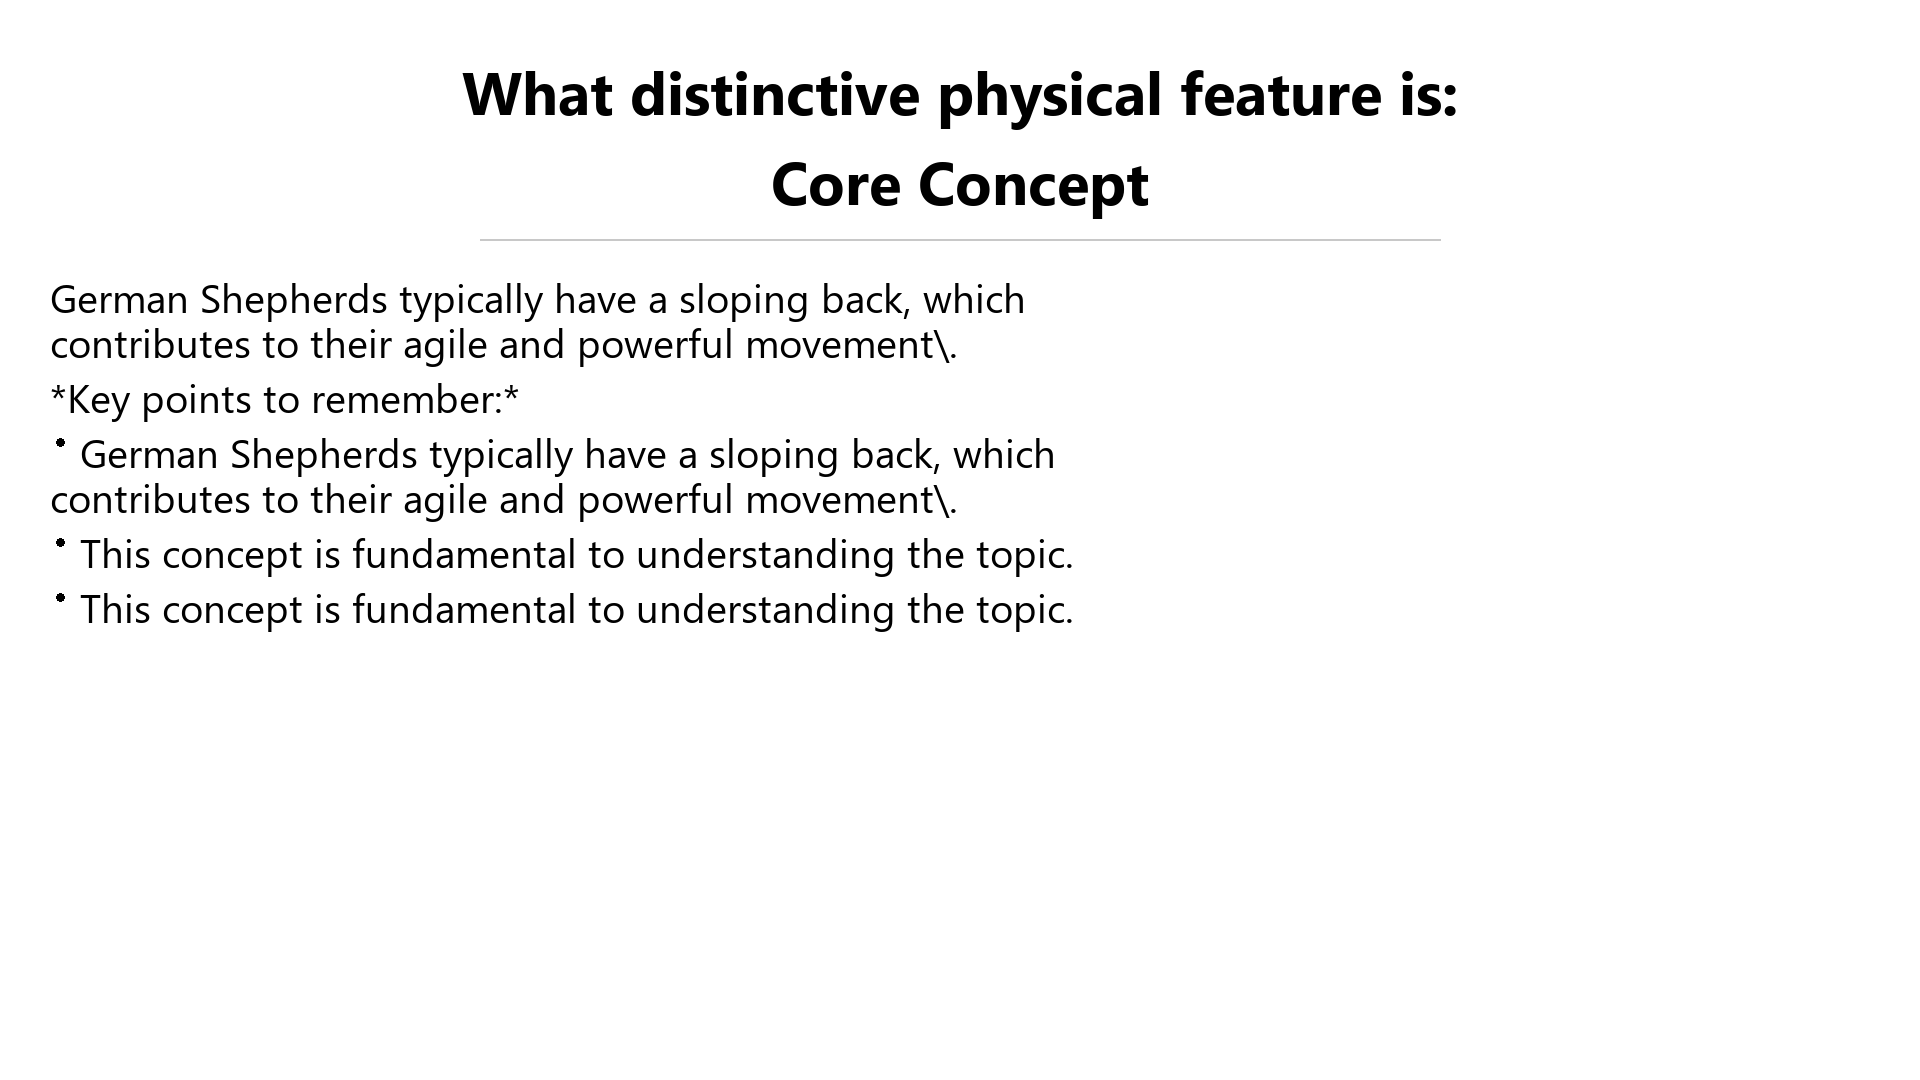 What distinctive physical feature is:
Core Concept
German Shepherds typically have a sloping back, which
contributes to their agile and powerful movement\.
*Key points to remember:*
• German Shepherds typically have a sloping back, which
contributes to their agile and powerful movement\.
• This concept is fundamental to understanding the topic.
• This concept is fundamental to understanding the topic.